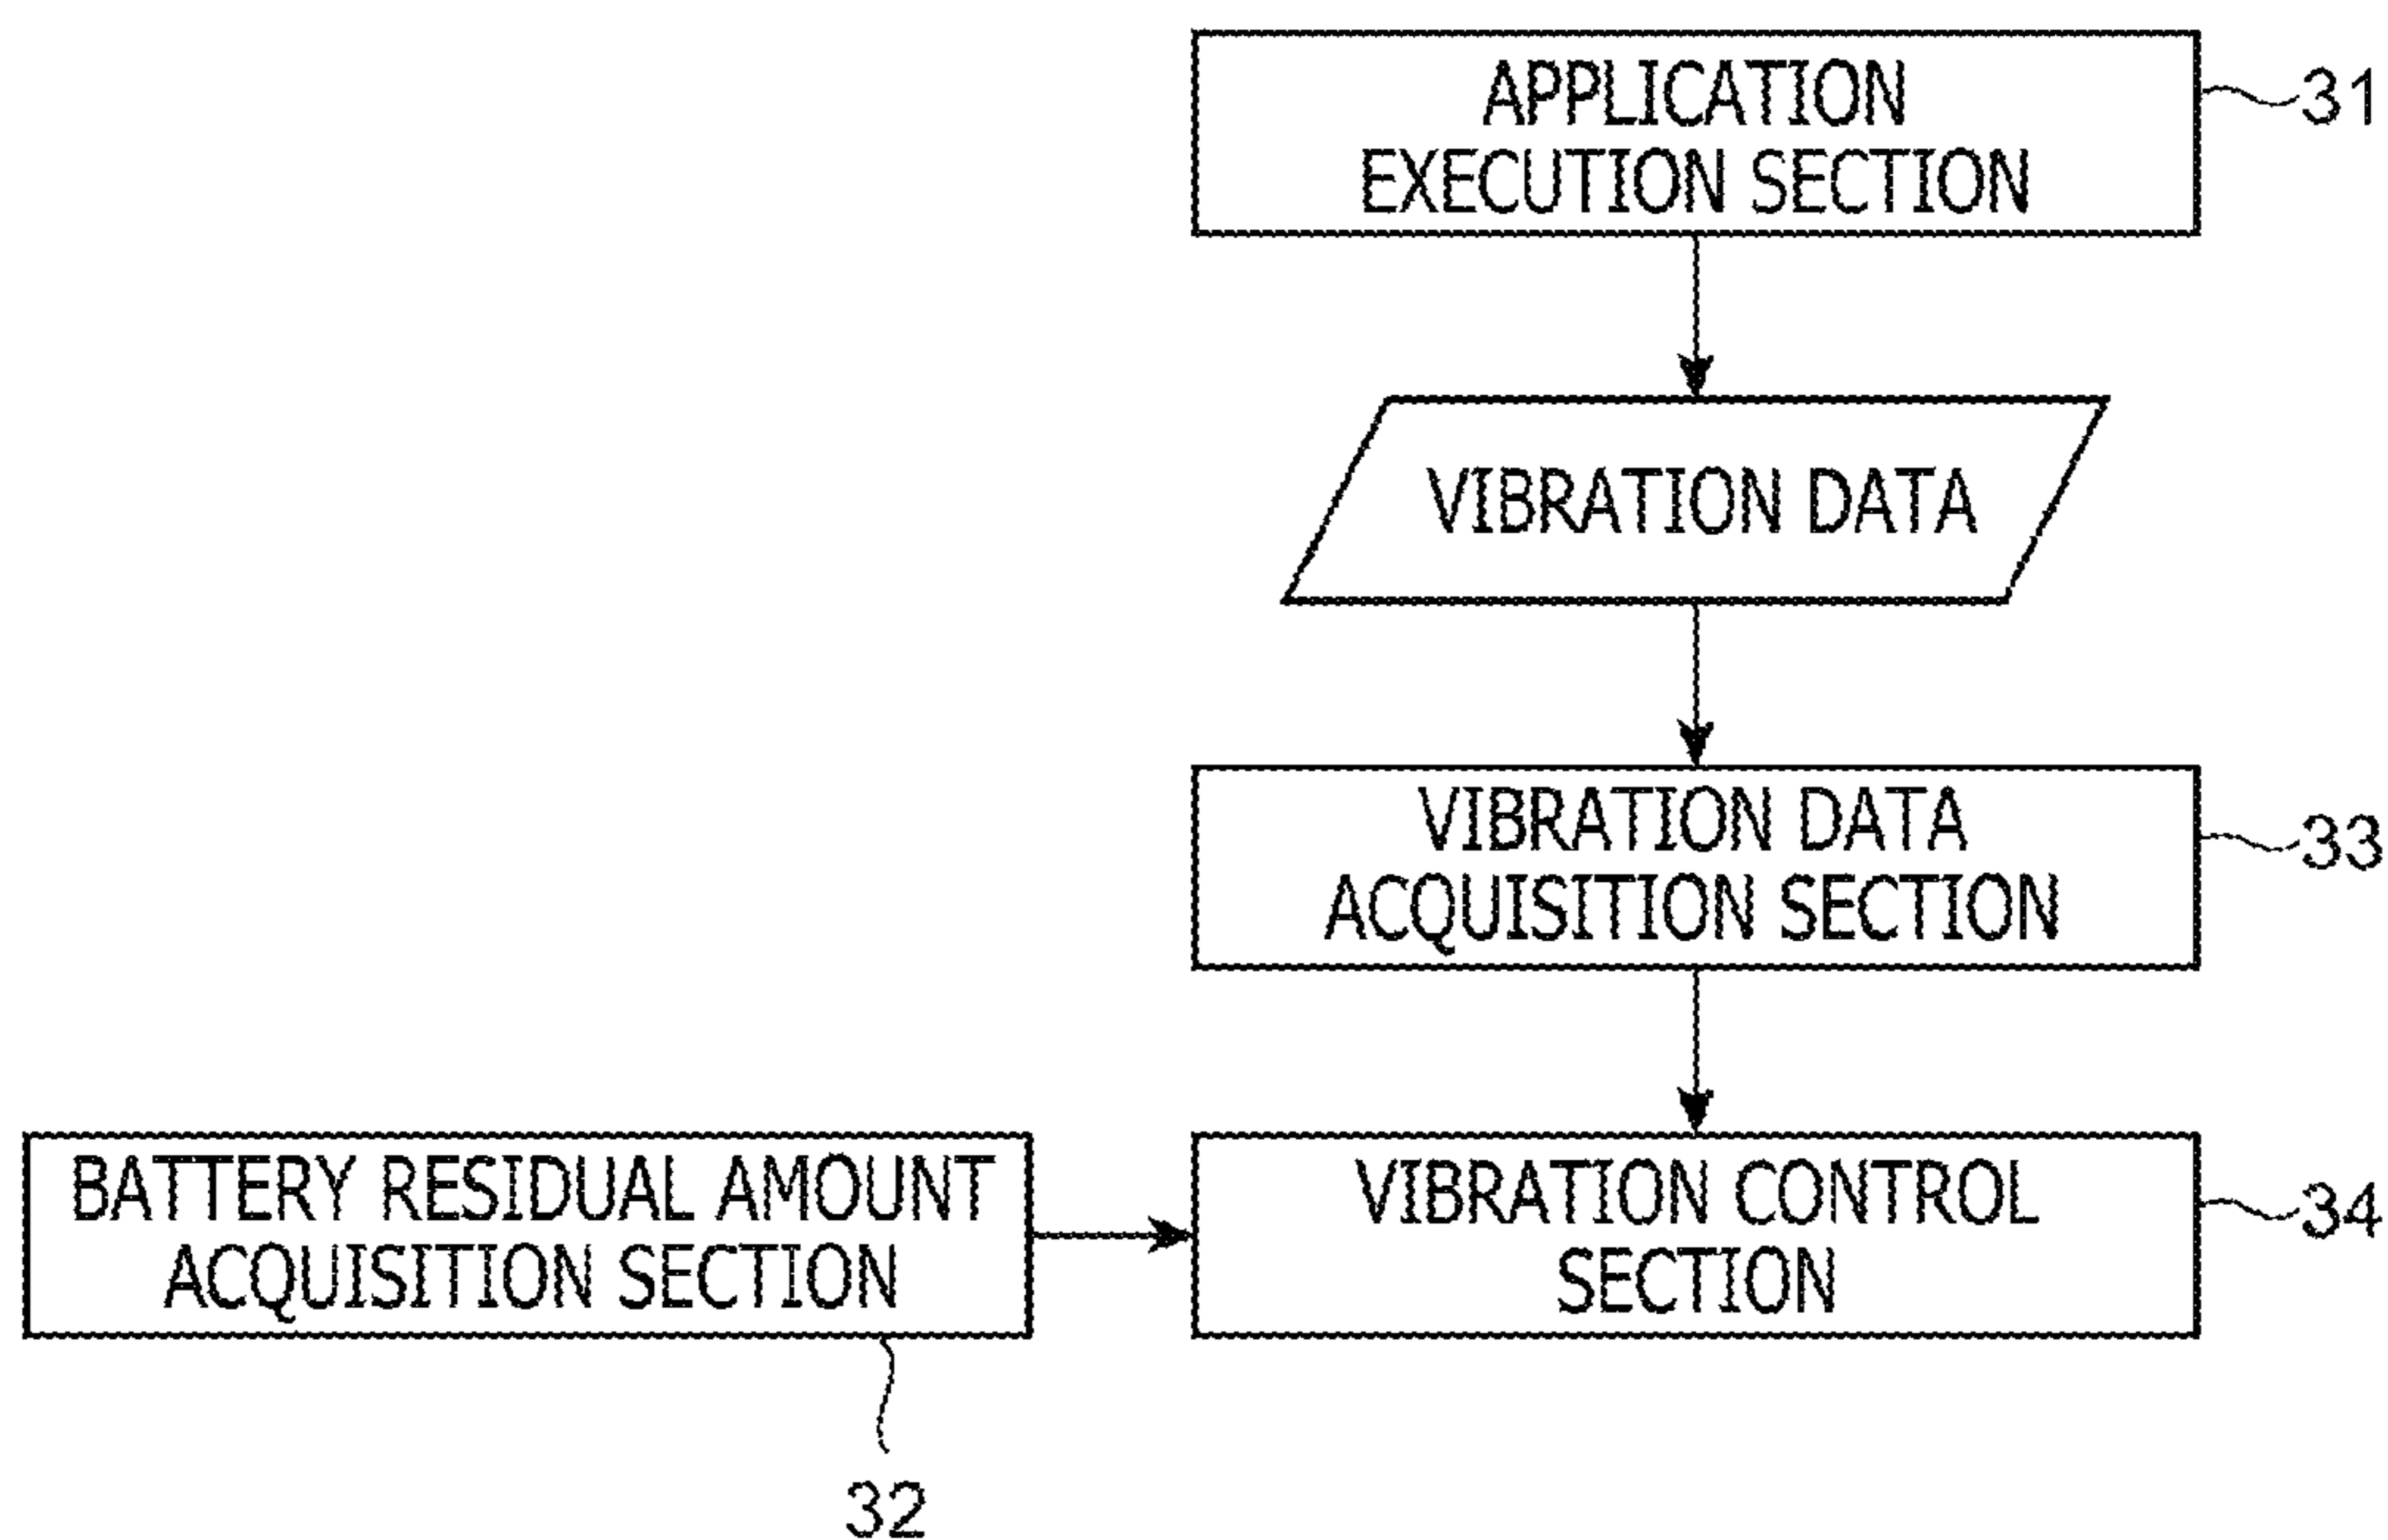 APPLICATION
EXECUTION SECTION
31
VIBRATION DATA
VIBRATION DATA
ACQUISITION SECTION
33
BATTERY RESIDUAL AMOUNT
ACQUISITION SECTION
32
VIBRATION CONTROL
SECTION
34